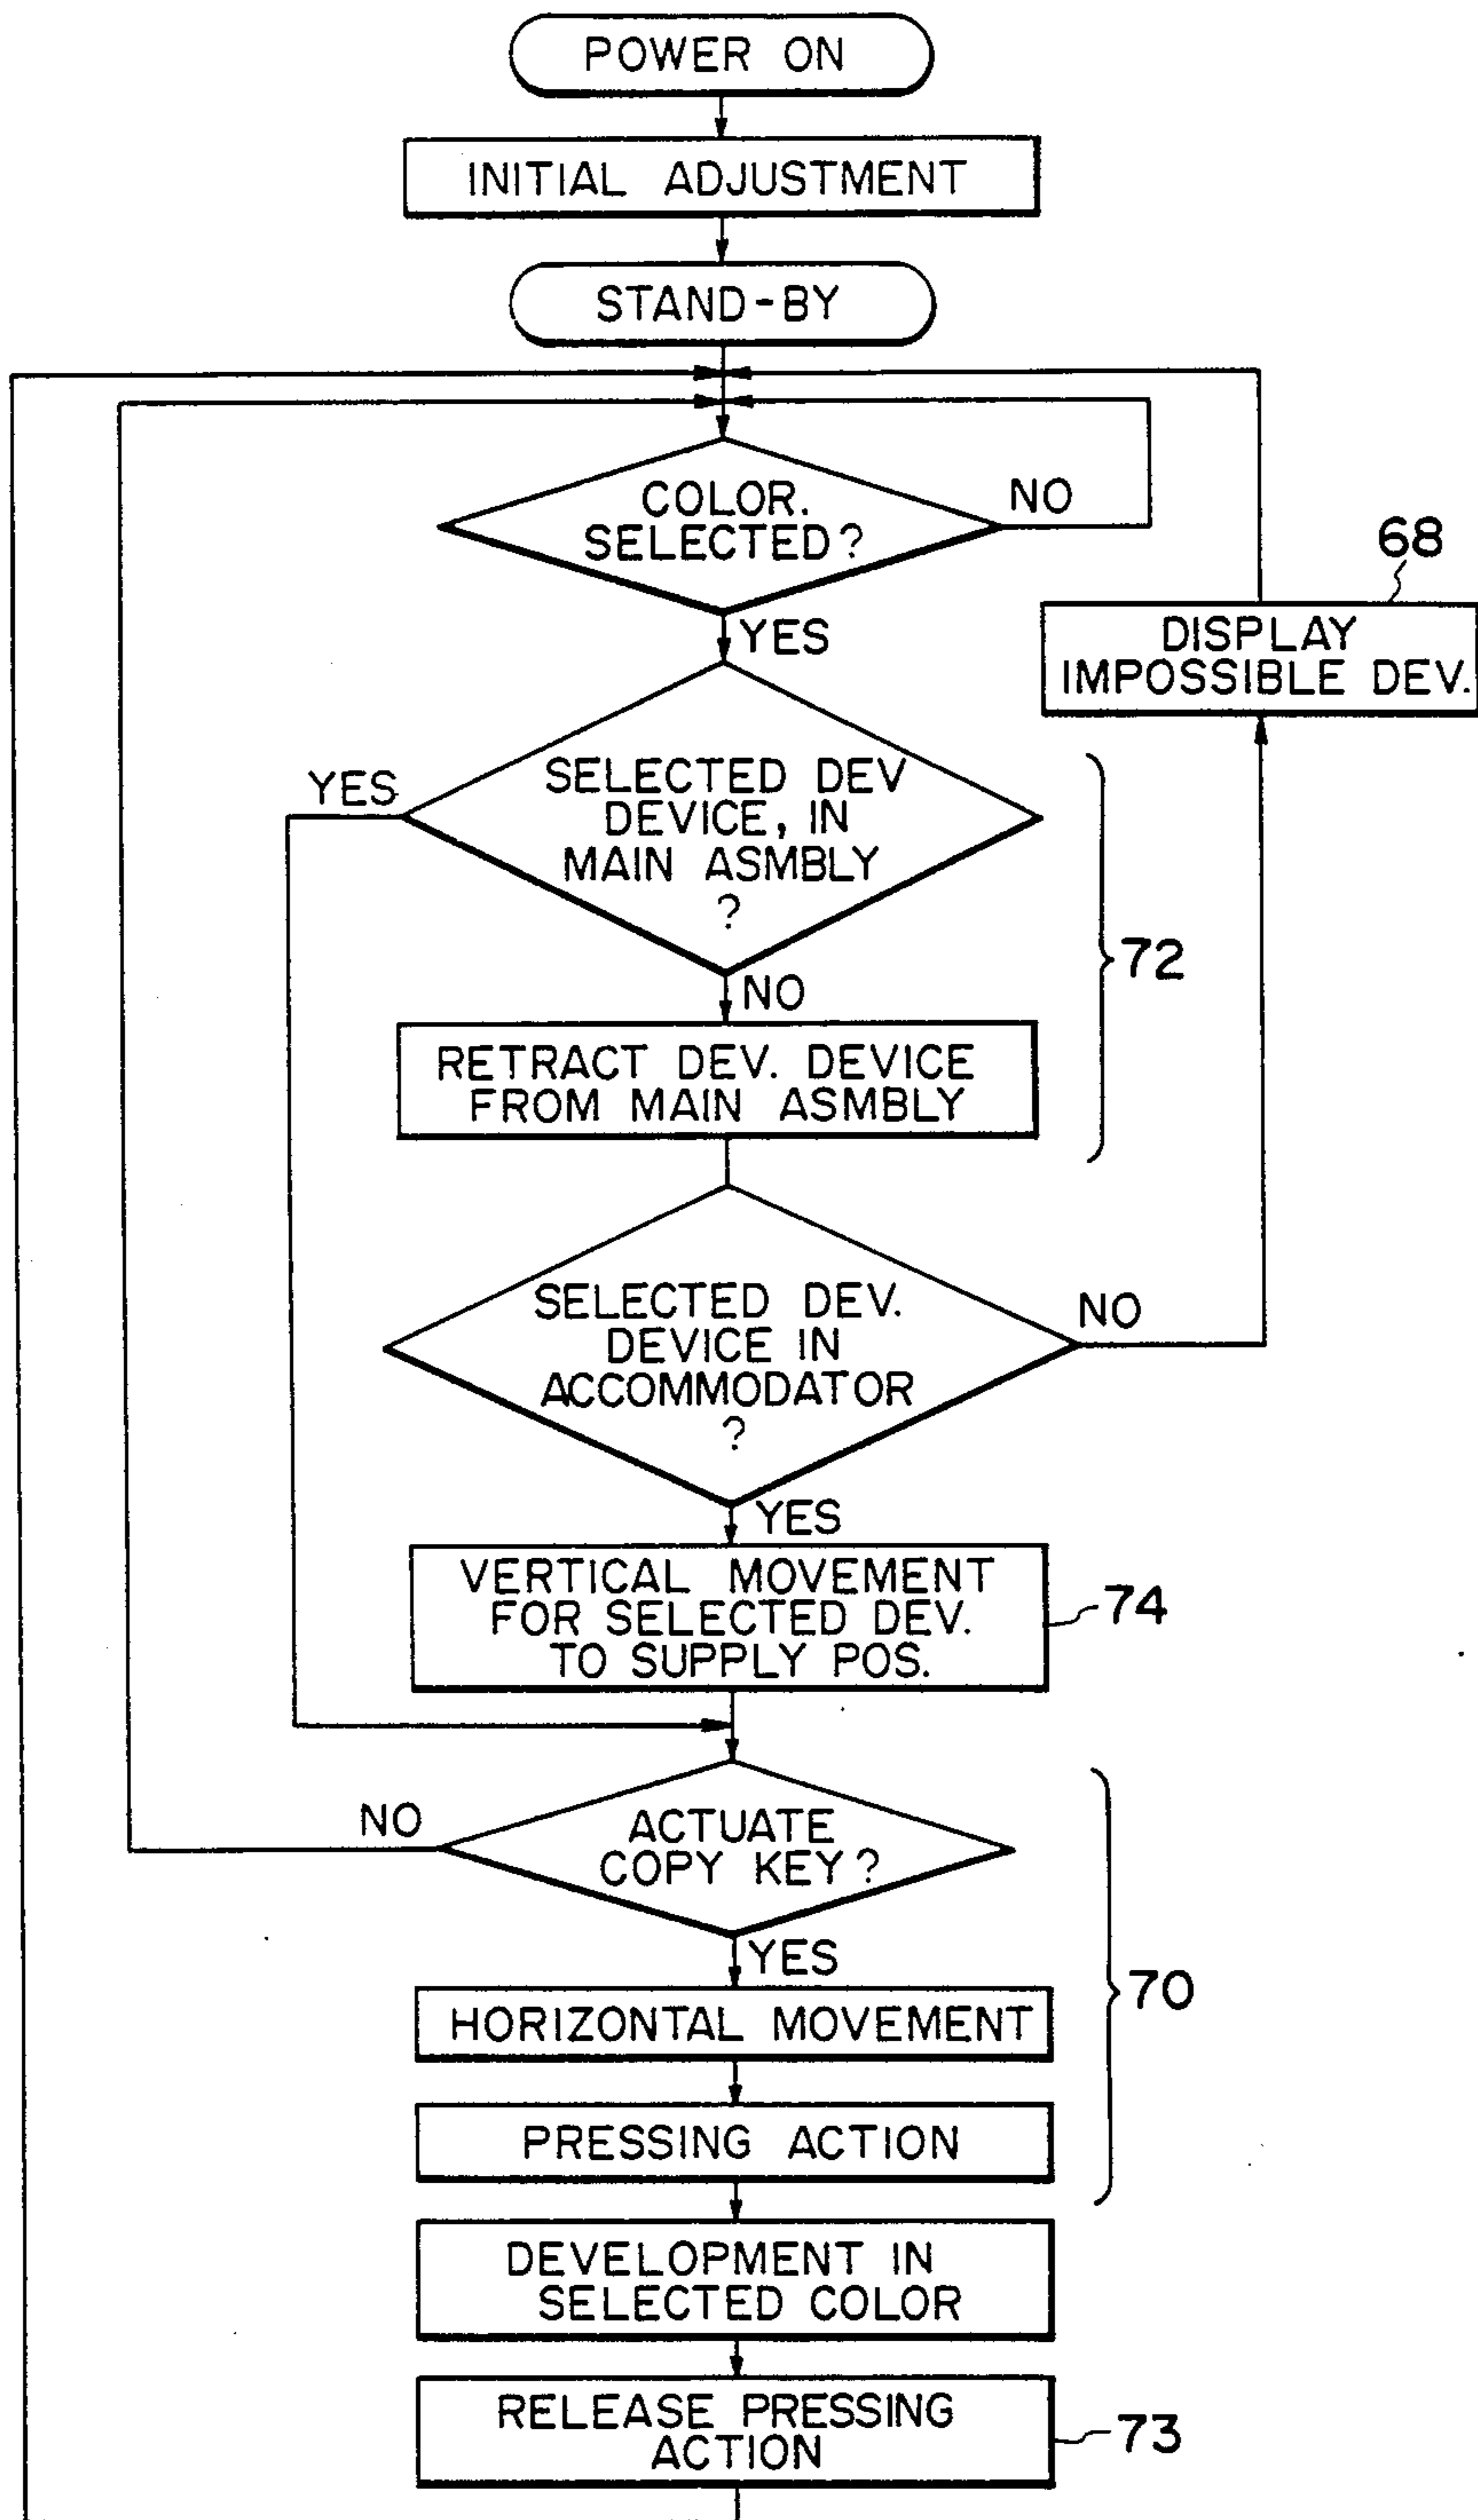 POWER ON
INITIAL ADJUSTMENT
STAND-BY
COLOR.
SELECTED?
NO
68
YES
DISPLAY
IMPOSSIBLE DEV.
YES
SELECTED DEV
DEVICE, IN
MAIN ASMBLY
?
72
NO
RETRACT DEV. DEVICE
FROM MAIN ASMBLY
SELECTED DEV.
DEVICE IN
ACCOMMODATOR
?
NO
YES
VERTICAL MOVEMENT
FOR SELECTED DEV.
TO SUPPLY POS.
74
NO
ACTUATE
COPY KEY?
YES
70
HORIZONTAL MOVEMENT
PRESSING ACTION
DEVELOPMENT IN
SELECTED COLOR
RELEASE PRESSING
ACTION
73